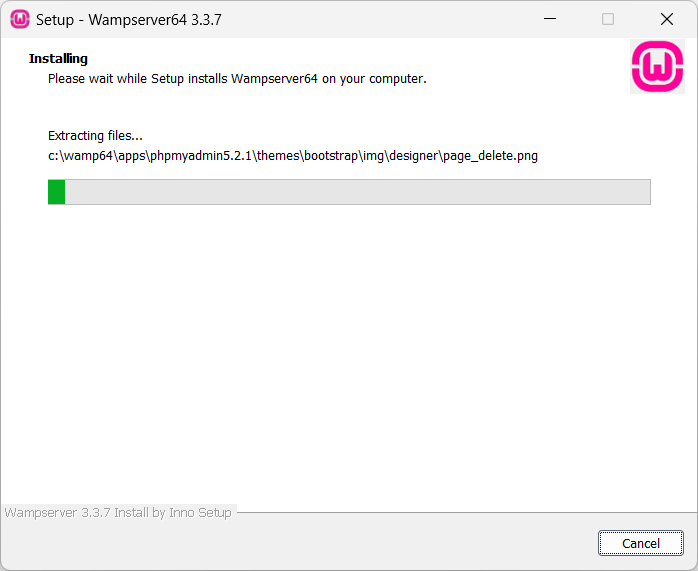 Setup - Wampserver64 3.3.7
Installing
Please wait while Setup installs Wampserver64 on your computer.
W
Extracting files...
c:\wamp64\apps\phpmyadmin5.2.1\themes\bootstrap\img\designer\page_delete.png
Wampserver 3.3.7 Install by Inno Setup
Cancel